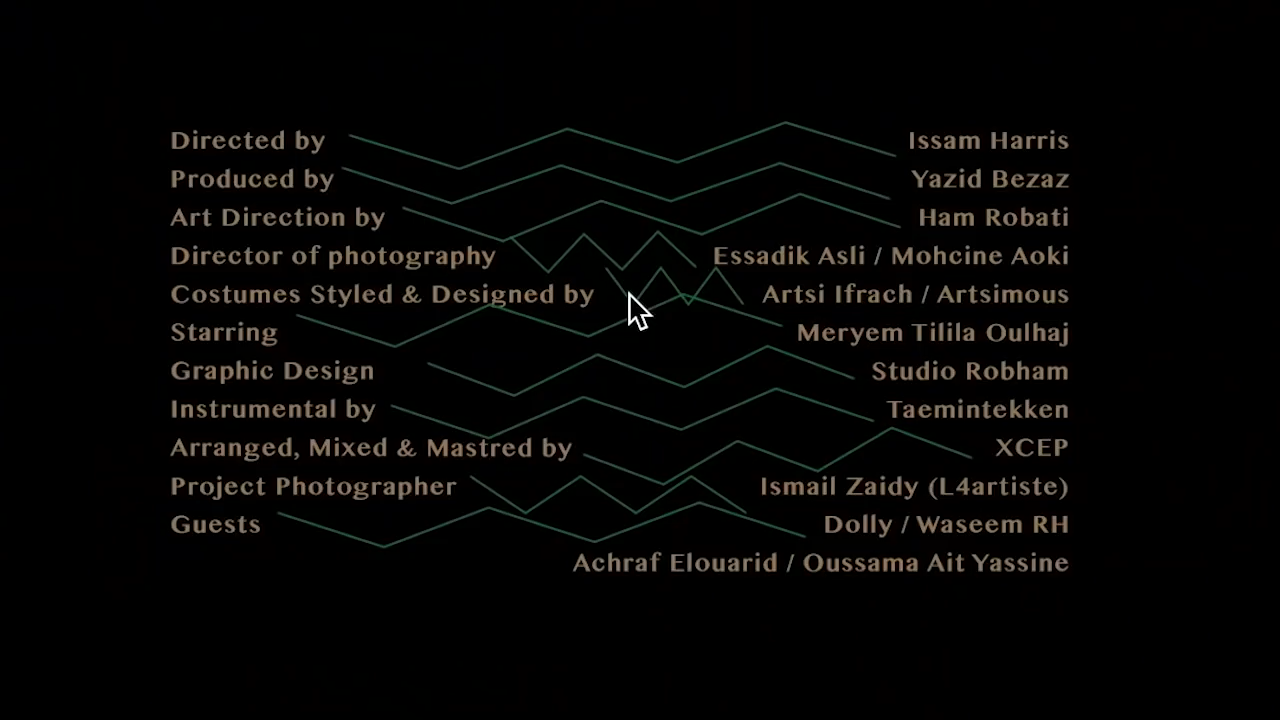 Directed by Issam Harris
Produced by Yazid Bezaz
Art Direction by Ham Robati
Director of photography Essadik Asli / Mohcine Aoki
Costumes Styled & Designed by Artsi Ifrach / Artsimous
Starring Meryem Tilila Oulhaj
Graphic Design Studio Robham
Instrumental by Taemintekken
Arranged, Mixed & Mastred by XCEP
Project Photographer Ismail Zaidy (L4artiste)
Guests Dolly / Waseem RH
Achraf Elouarid / Oussama Ait Yassine